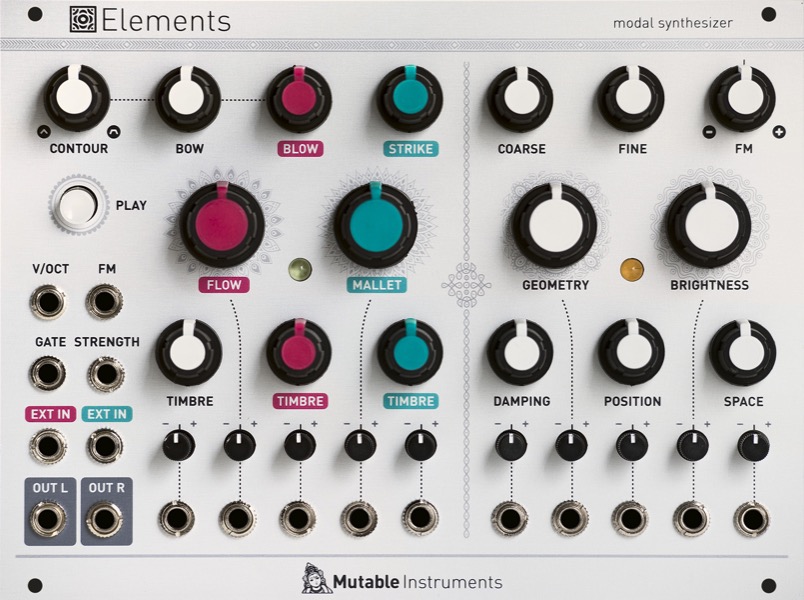 Elements
modal synthesizer
CONTOUR BOW BLOW STRIKE COARSE FINE FM
- +
PLAY
FLOW MALLET GEOMETRY BRIGHTNESS
V/OCT FM
GATE STRENGTH
TIMBRE TIMBRE TIMBRE DAMPING POSITION SPACE
EXT IN EXT IN
- + - + - + - + - + - + - + - + - + - +
OUT L OUT R
Mutable Instruments